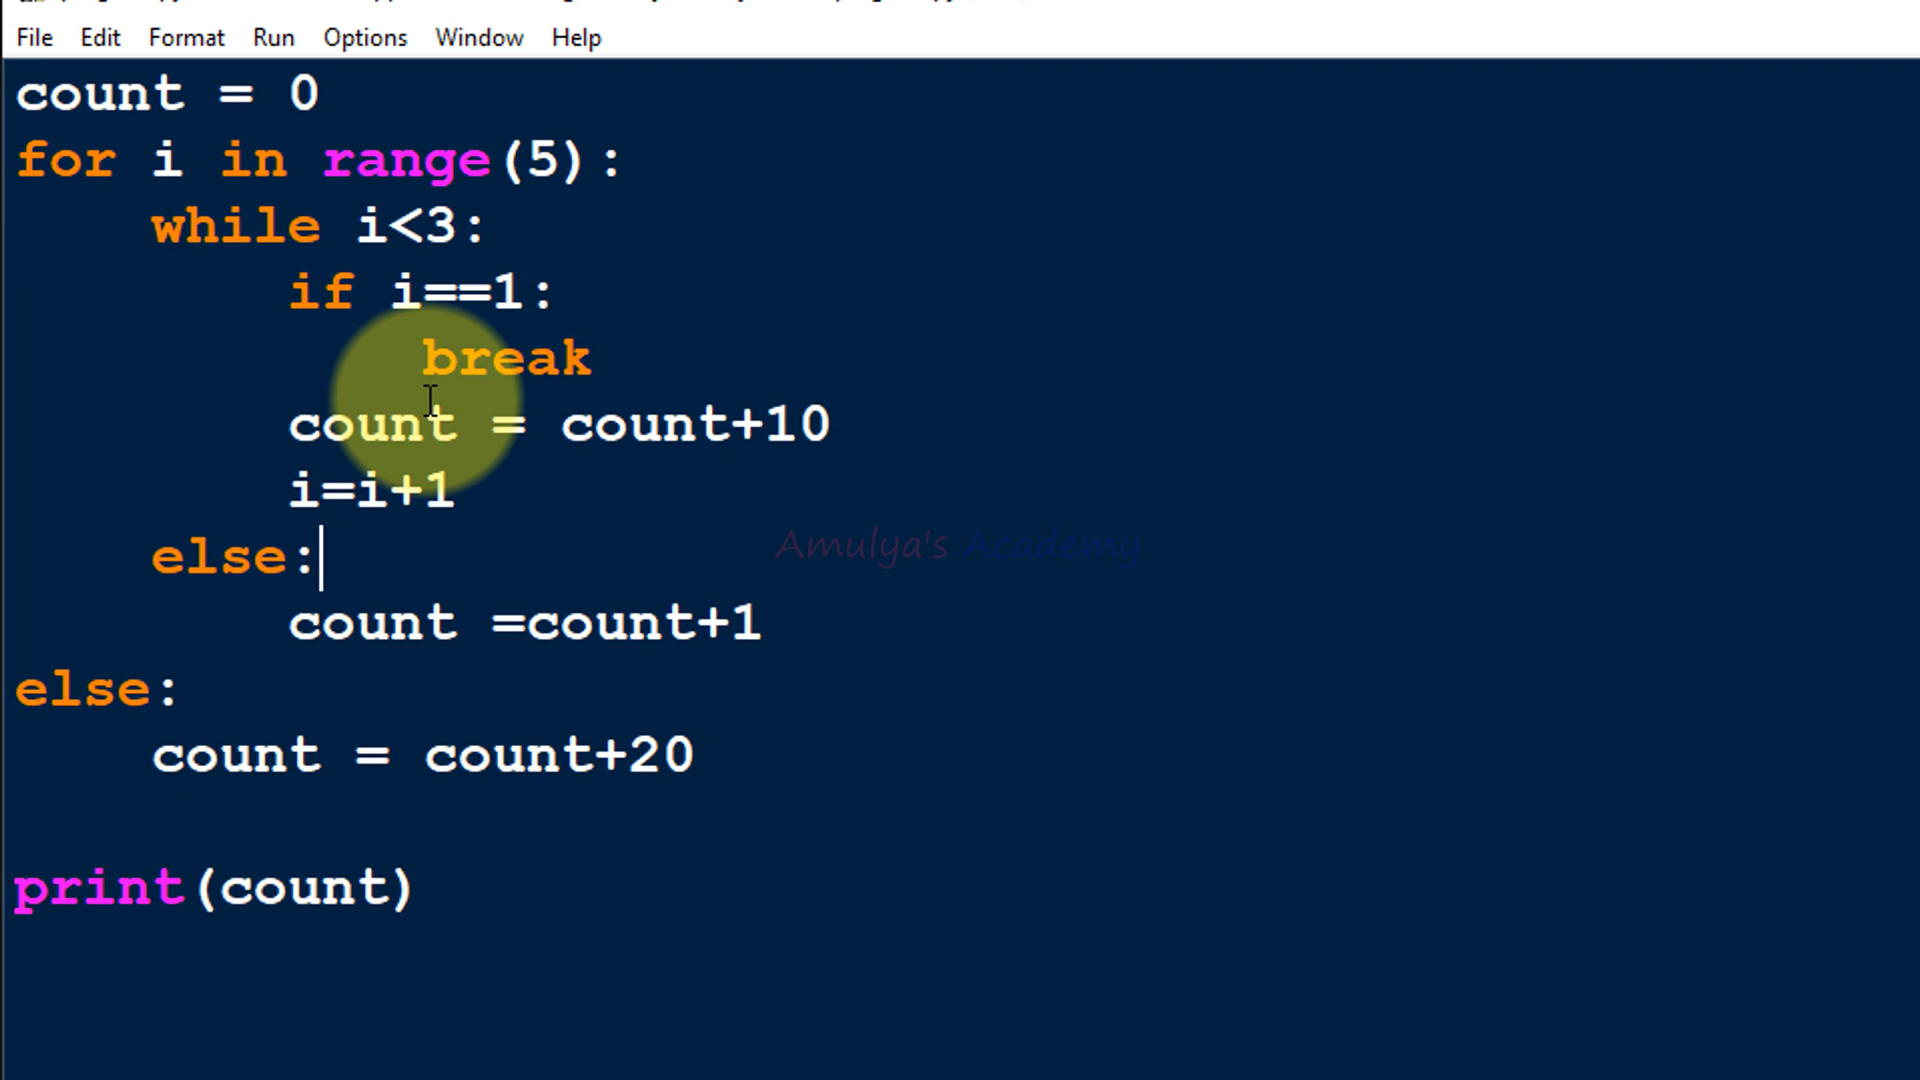 File Edit Format Run Options Window Help
count = 0
for i in range(5):
    while i<3:
        if i==1:
            break
        count = count+10
        i=i+1
    else:
        count =count+1
else:
    count = count+20
print(count)
Amulya's Academy